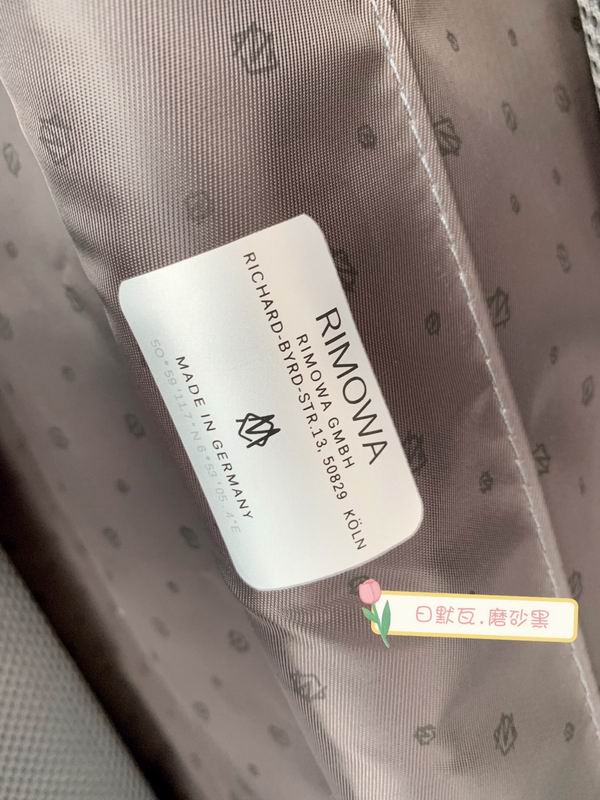 RIMOWA
RIMOWA GMBH
RICHARD-BYRD-STR.13, 50829 KÖLN
MADE IN GERMANY
50°59'11.7"N 6°53'05.4"E
日默瓦.磨砂黑